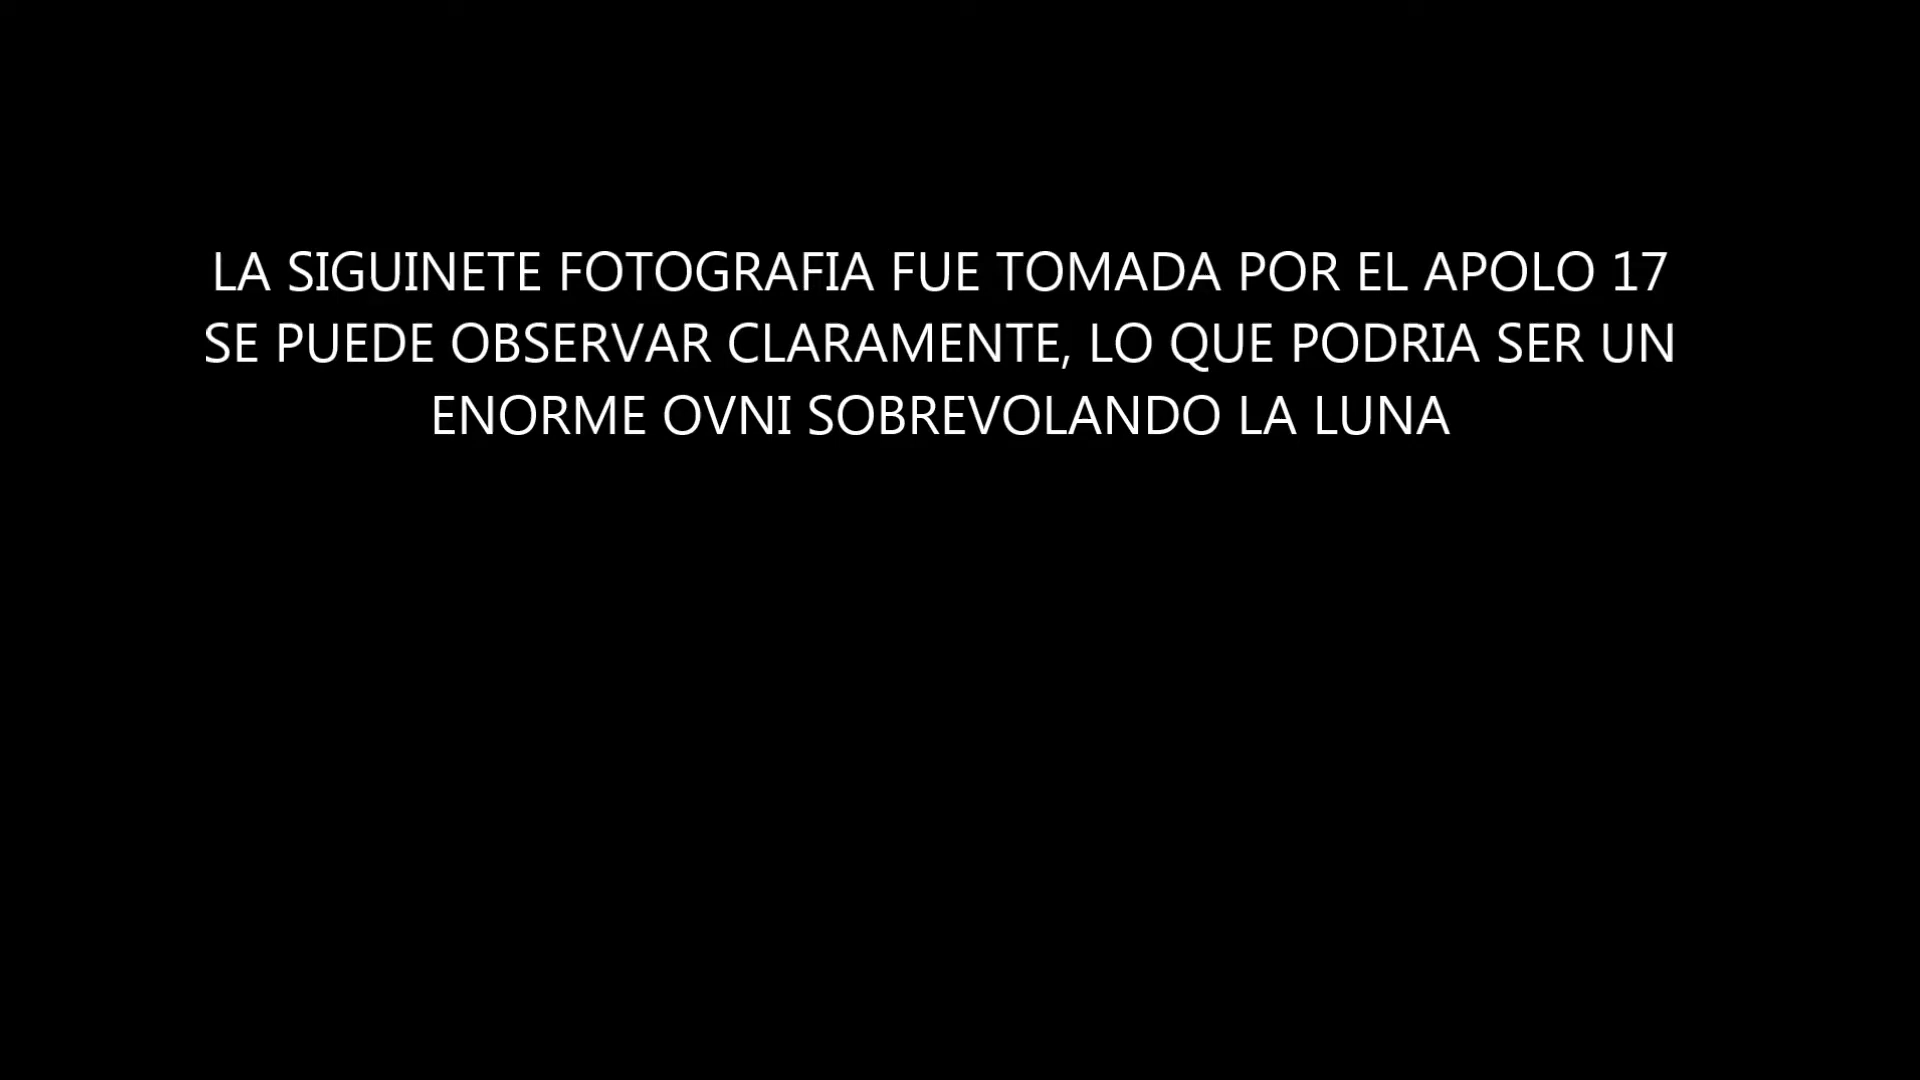 LA SIGUINETE FOTOGRAFIA FUE TOMADA POR EL APOLO 17
SE PUEDE OBSERVAR CLARAMENTE, LO QUE PODRIA SER UN
ENORME OVNI SOBREVOLANDO LA LUNA